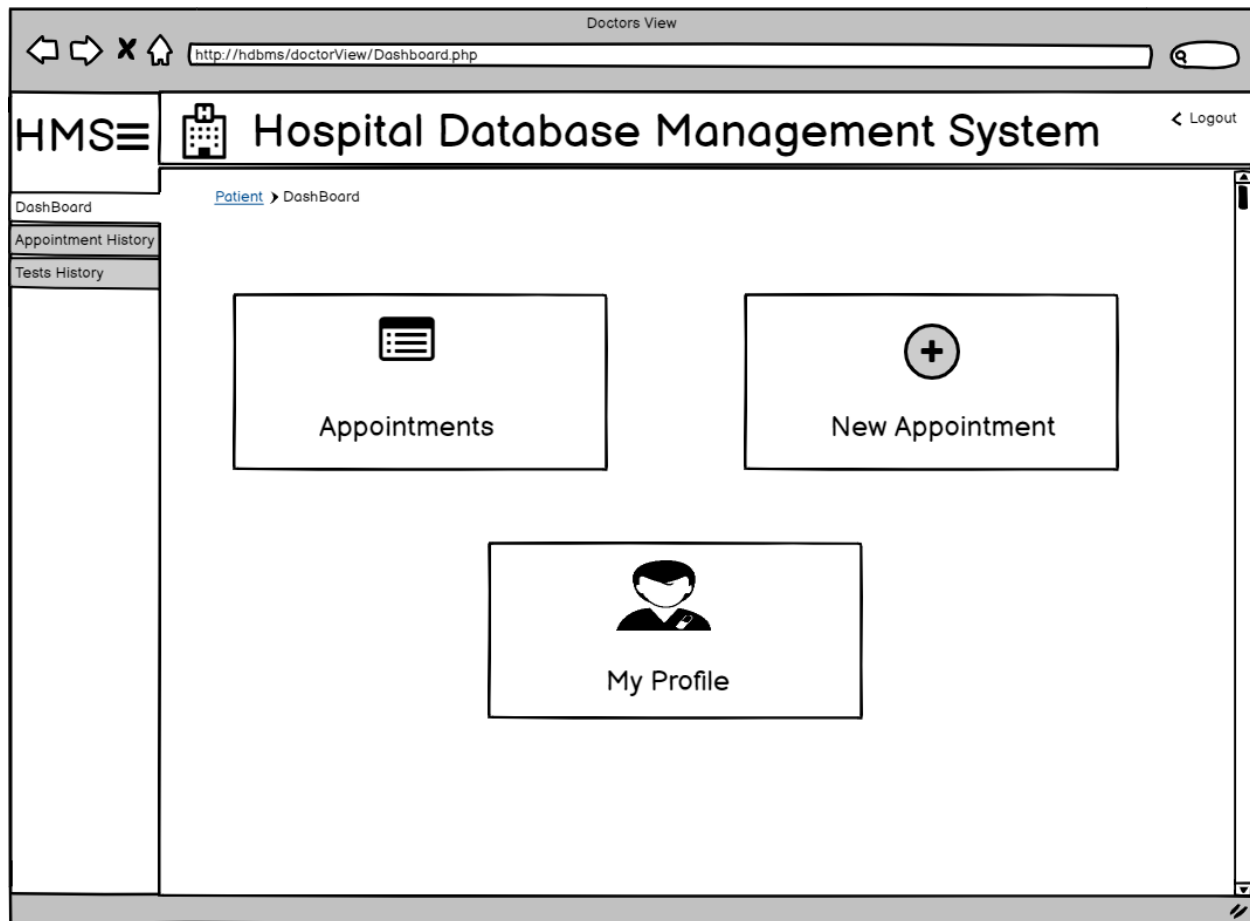 Doctors View
http://hdbms/doctorView/Dashboard.php
HMS
H
Hospital Database Management System
Logout
Patient DashBoard
DashBoard
Appointment History
Tests History
Appointments
New Appointment
My Profile